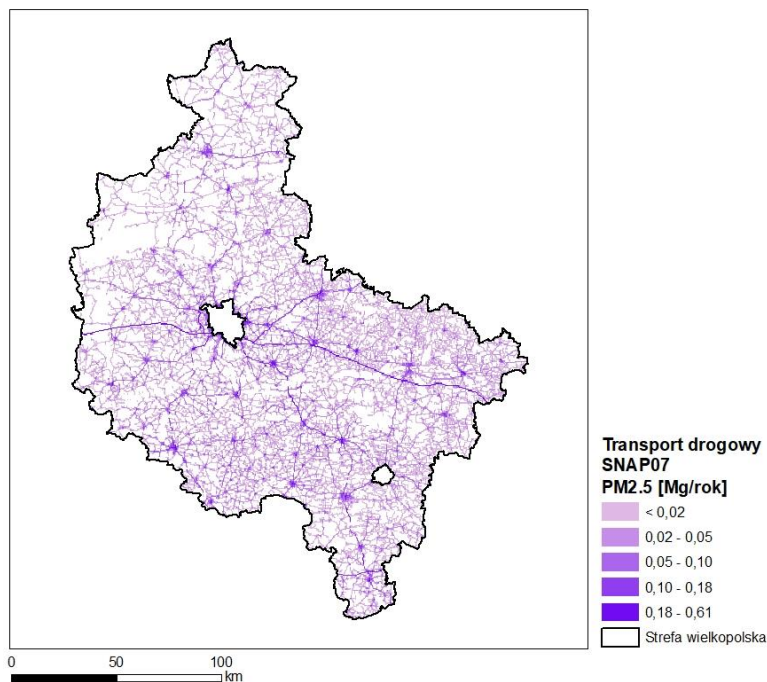 Transport drogowy
SNAP07
PM2.5 [Mg/rok]
< 0,02
0,02 - 0,05
0,05 - 0,10
0,10 - 0,18
0,18 - 0,61
Strefa wielkopolska
0 50 100
km